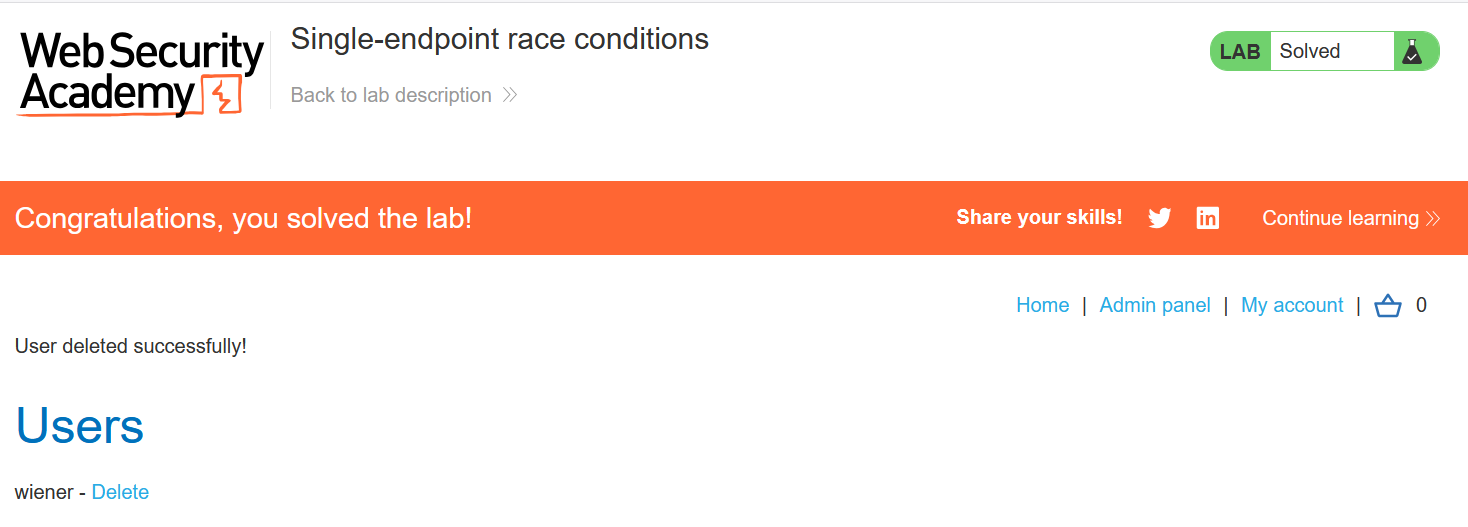 Web Security
Academy
Single-endpoint race conditions
Back to lab description
LAB Solved
Congratulations, you solved the lab!
Share your skills!
Continue learning
Home | Admin panel | My account | 0
User deleted successfully!
Users
wiener - Delete